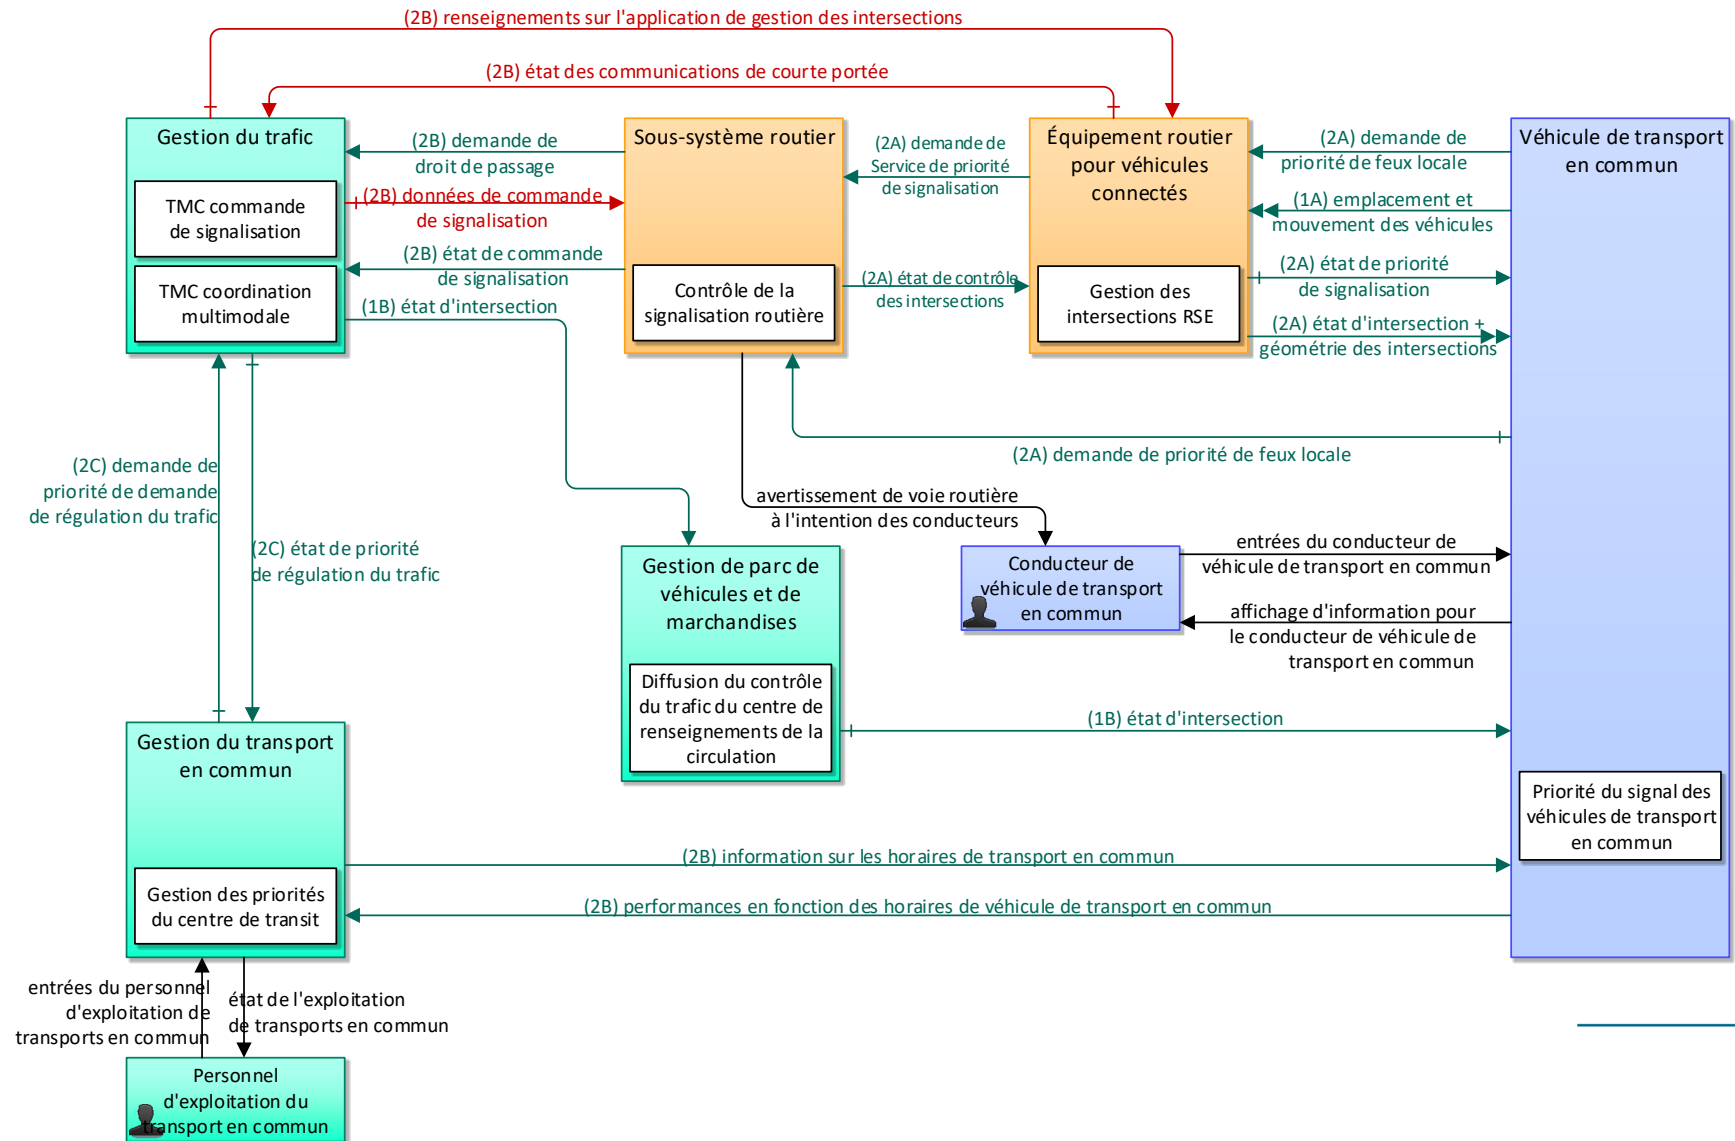 (2B) renseignements sur l'application de gestion des intersections
(2B) état des communications de courte portée
Gestion du trafic
TMC commande
de signalisation
TMC coordination
multimodale
(2B) demande de
droit de passage
(2B) données de commande
de signalisation
(2B) état de commande
de signalisation
(1B) état d'intersection
Sous-système routier
Contrôle de la
signalisation routière
(2A) demande de
Service de priorité
de signalisation
(2A) état de contrôle
des intersections
Équipement routier
pour véhicules
connectés
Gestion des
intersections RSE
(2A) demande de
priorité de feux locale
(1A) emplacement et
mouvement des véhicules
(2A) état de priorité
de signalisation
(2A) état d'intersection +
géométrie des intersections
Véhicule de transport
en commun
(2A) demande de priorité de feux locale
(2C) demande de
priorité de demande
de régulation du trafic
(2C) état de priorité
de régulation du trafic
avertissement de voie routière
à l'intention des conducteurs
Gestion de parc de
véhicules et de
marchandises
Diffusion du contrôle
du trafic du centre de
renseignements de la
circulation
Conducteur de
véhicule de transport
en commun
entrées du conducteur de
véhicule de transport en commun
affichage d'information pour
le conducteur de véhicule de
transport en commun
(1B) état d'intersection
Gestion du transport
en commun
Gestion des priorités
du centre de transit
Priorité du signal des
véhicules de transport
en commun
(2B) information sur les horaires de transport en commun
(2B) performances en fonction des horaires de véhicule de transport en commun
entrées du personnel
d'exploitation de
transports en commun
état de l'exploitation
de transports en commun
Personnel
d'exploitation du
transport en commun